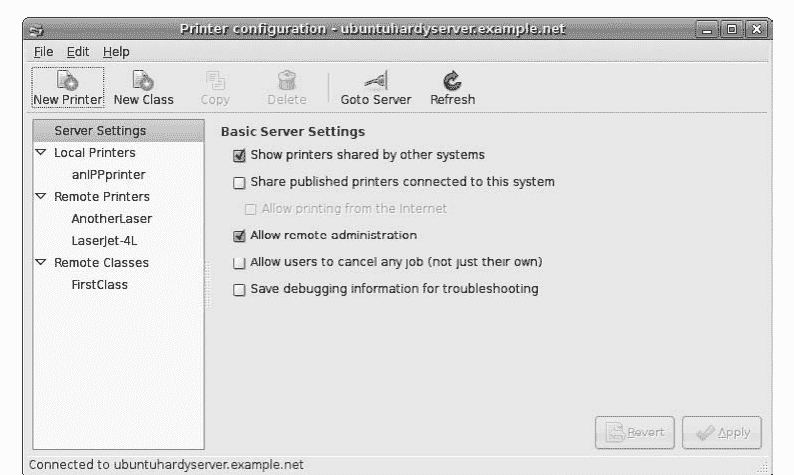 Printer configuration - ubuntuhardyserver.example.net
File Edit Help
New Printer New Class Copy Delete Goto Server Refresh
Server Settings
Local Printers
anIPPprinter
Remote Printers
AnotherLaser
LaserJet-4L
Remote Classes
FirstClass
Basic Server Settings
Show printers shared by other systems
Share published printers connected to this system
Allow printing from the Internet
Allow remote administration
Allow users to cancel any job (not just their own)
Save debugging information for troubleshooting
Revert Apply
Connected to ubuntuhardyserver.example.net